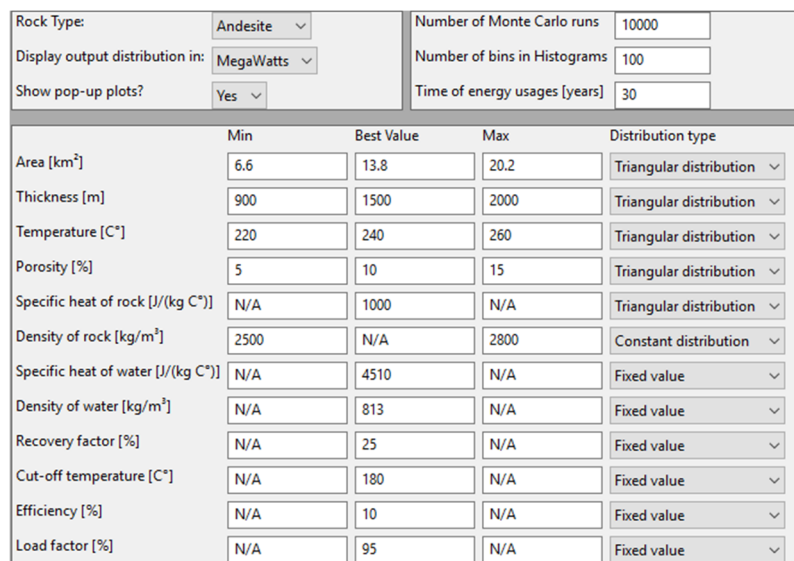 Rock Type: Andesite Number of Monte Carlo runs 10000
Display output distribution in: MegaWatts Number of bins in Histograms 100
Show pop-up plots? Yes Time of energy usages [years] 30
Min Best Value Max Distribution type
Area [km²] 6.6 13.8 20.2 Triangular distribution
Thickness [m] 900 1500 2000 Triangular distribution
Temperature [C°] 220 240 260 Triangular distribution
Porosity [%] 5 10 15 Triangular distribution
Specific heat of rock [J/(kg C°)] N/A 1000 N/A Triangular distribution
Density of rock [kg/m³] 2500 N/A 2800 Constant distribution
Specific heat of water [J/(kg C°)] N/A 4510 N/A Fixed value
Density of water [kg/m³] N/A 813 N/A Fixed value
Recovery factor [%] N/A 25 N/A Fixed value
Cut-off temperature [C°] N/A 180 N/A Fixed value
Efficiency [%] N/A 10 N/A Fixed value
Load factor [%] N/A 95 N/A Fixed value